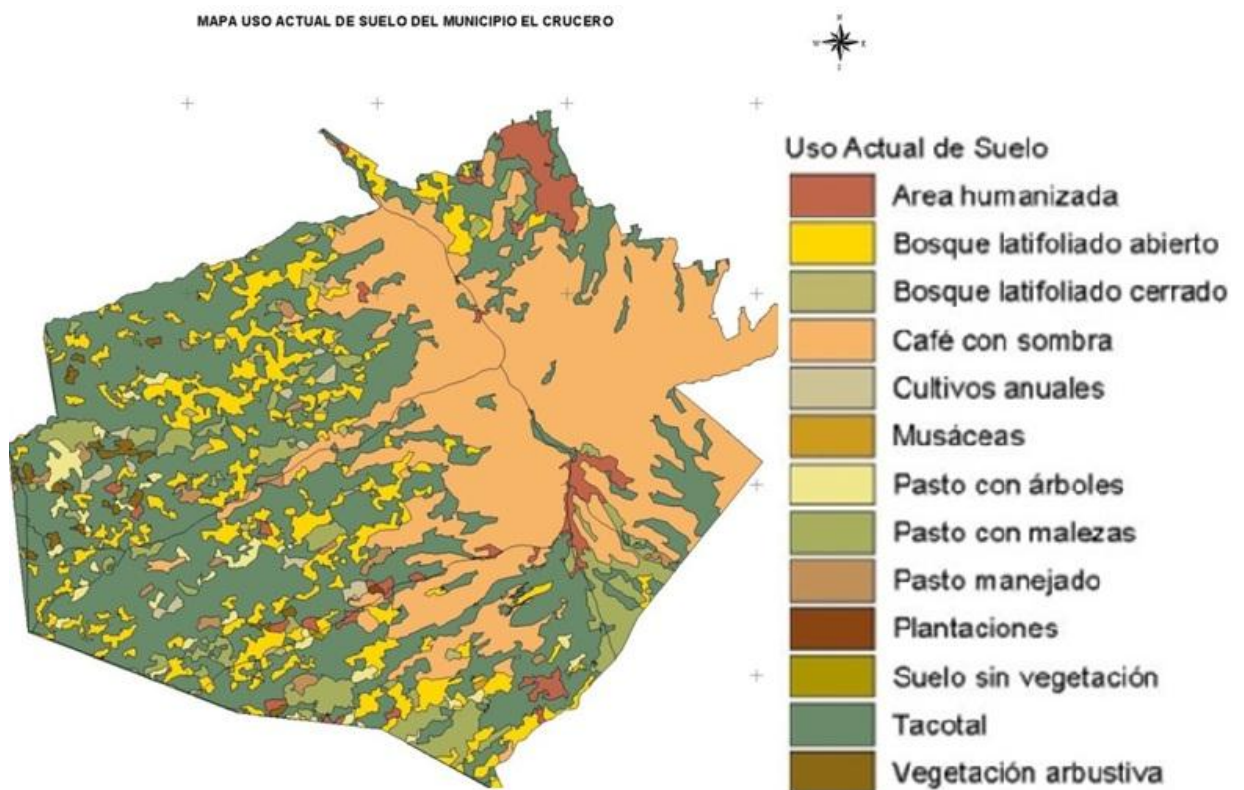 MAPA USO ACTUAL DE SUELO DEL MUNICIPIO EL CRUCERO
N
W E
Uso Actual de Suelo
Area humanizada
Bosque latifoliado abierto
Bosque latifoliado cerrado
Café con sombra
Cultivos anuales
Musáceas
Pasto con árboles
Pasto con malezas
Pasto manejado
Plantaciones
Suelo sin vegetación
Tacotal
Vegetación arbustiva